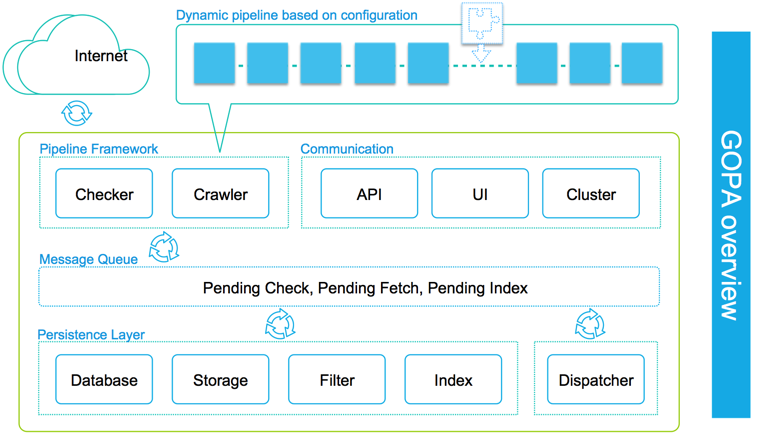 Dynamic pipeline based on configuration
Internet
Pipeline Framework
Communication
Checker
Crawler
API
UI
Cluster
Message Queue
Pending Check, Pending Fetch, Pending Index
Persistence Layer
Database
Storage
Filter
Index
Dispatcher
GOPA overview